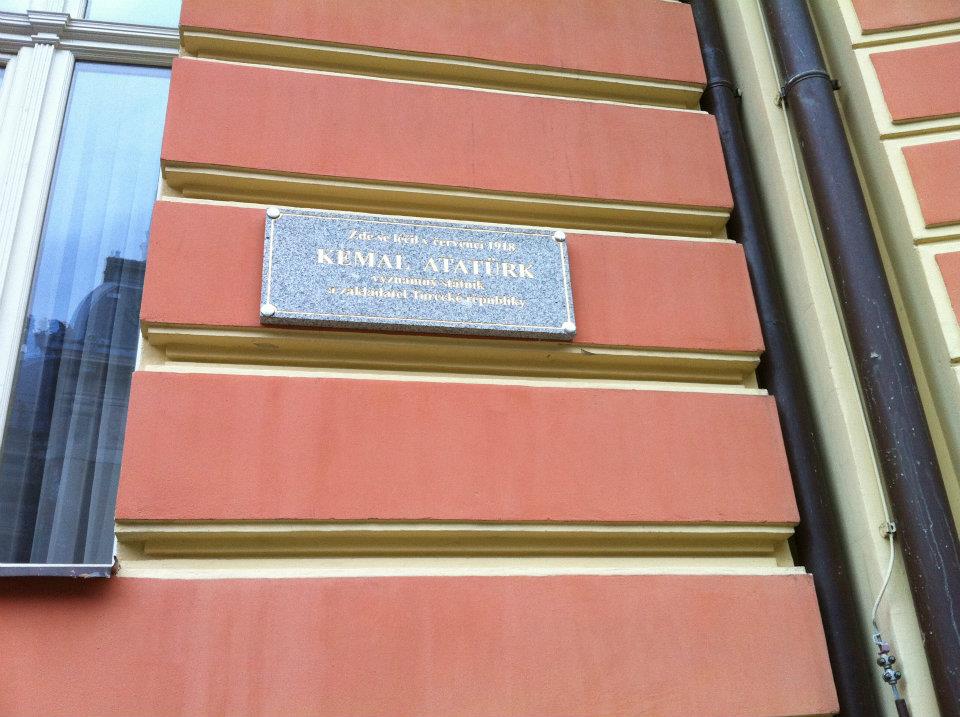 Zde se léčil v červenci 1918
KEMAL ATATÜRK
významný státník
a zakladatel Turecké republiky